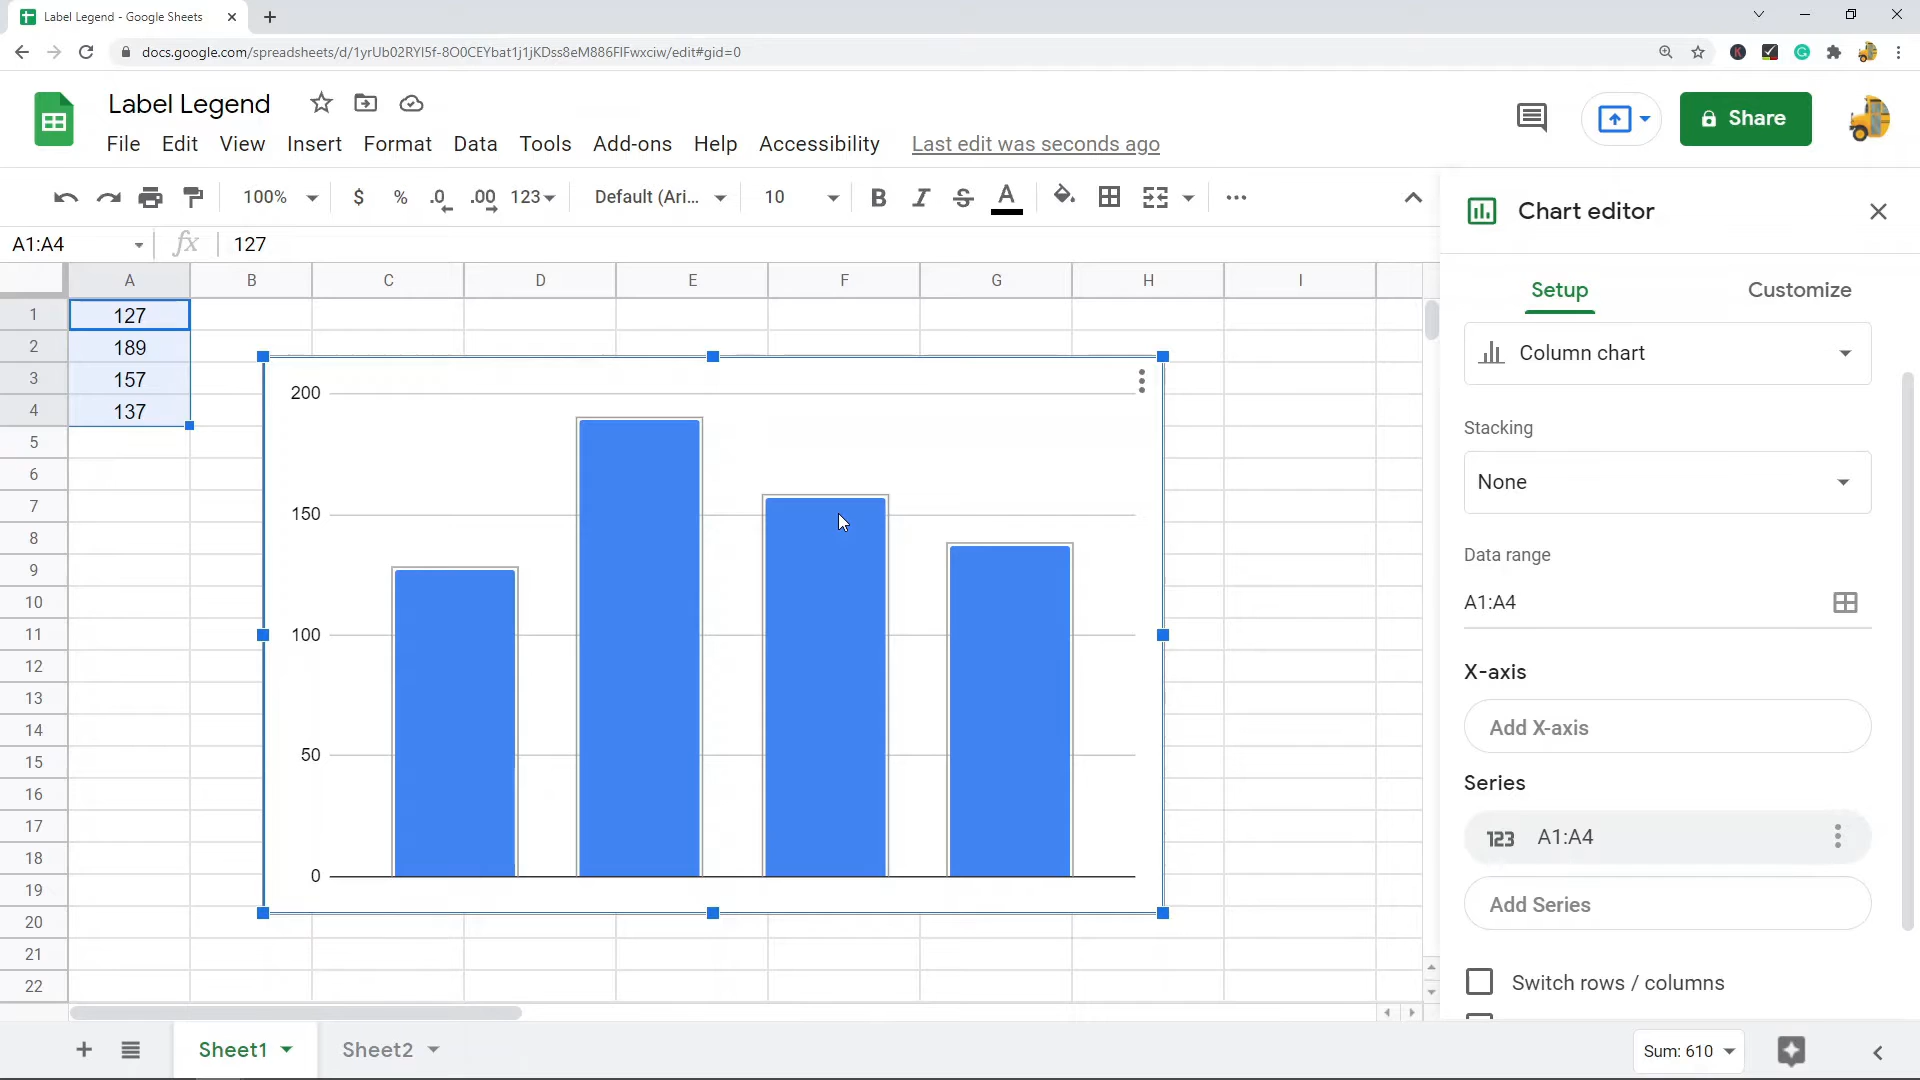 Label Legend - Google Sheets
docs.google.com/spreadsheets/d/1yrUb02RYI5f-8O0CEYbat1j1jKDss8eM886FIFwxciw/edit#gid=0
Label Legend
File Edit View Insert Format Data Tools Add-ons Help Accessibility Last edit was seconds ago
Share
100% $ % .0 .00 123 Default (Ari... 10 B I S A
A1:A4 fx 127
A B C D E F G H I
1 127
2 189
3 157
4 137
5
6
7
8
9
10
11
12
13
14
15
16
17
18
19
20
21
22
200
150
100
50
0
Chart editor
Setup Customize
Column chart
Stacking
None
Data range
A1:A4
X-axis
Add X-axis
Series
123 A1:A4
Add Series
Switch rows / columns
Sheet1 Sheet2 Sum: 610